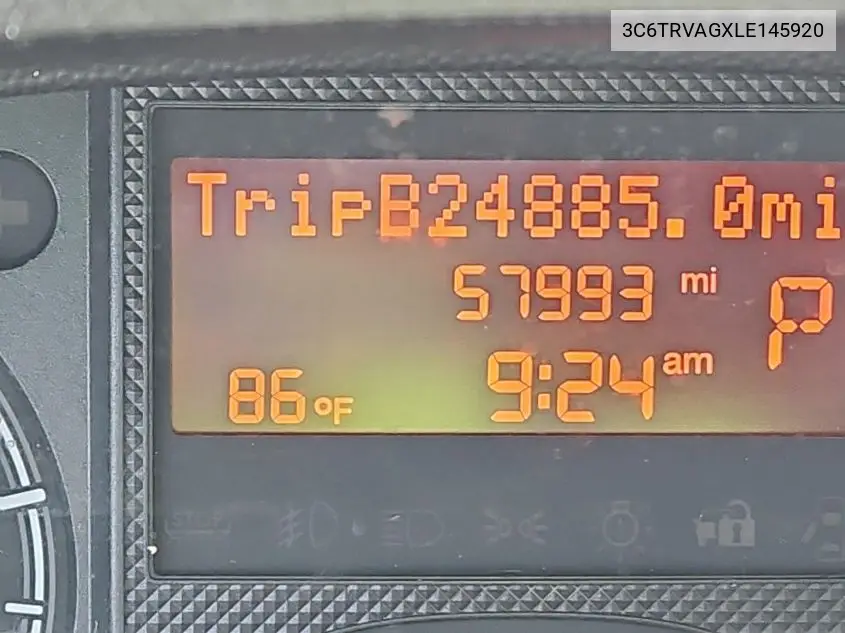 3C6TRVAGXLE145920
TripB24885.0mi
57993 mi
P
86°F 9:24 am